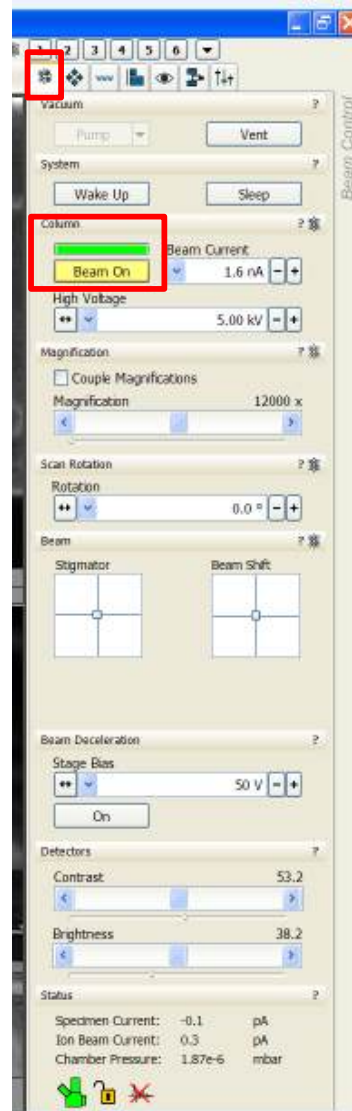 1 2 3 4 5 6
Vacuum ?
Pump Vent
System ?
Wake Up Sleep
Column ?
Beam Current
Beam On 1.6 nA - +
High Voltage
5.00 kV - +
Magnification ?
Couple Magnifications
Magnification 12000 x
Scan Rotation ?
Rotation
0.0 º - +
Beam ?
Stigmator Beam Shift
Beam Deceleration ?
Stage Bias
50 V - +
On
Detectors ?
Contrast 53.2
Brightness 38.2
Status ?
Specimen Current: -0.1 pA
Ion Beam Current: 0.3 pA
Chamber Pressure: 1.87e-6 mbar
Beam Control